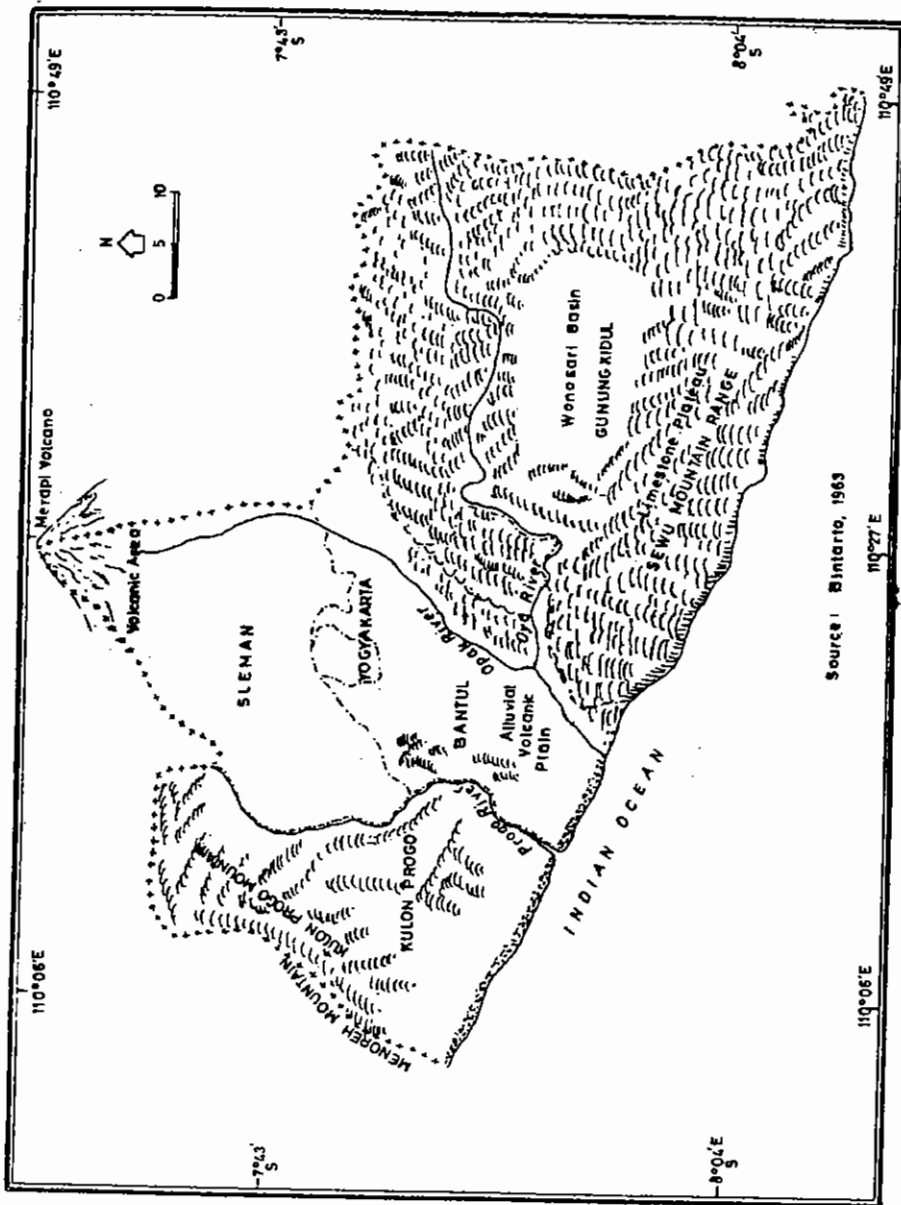 110°06'E
110°49'E
Merapi Volcano
Volcanic Area
N
0 5 10
7°43'
S
7°43'
S
SLEMAN
MENOREH MOUNTAIN
KULON PROGO MOUNTAIN
YOGYAKARTA
KULON PROGO
Progo River
BANTUL
Alluvial
Volcanic
Plain
Opak River
Oyo River
Wonosari Basin
GUNUNG KIDUL
Limestone Plateau
SEWU MOUNTAIN RANGE
INDIAN OCEAN
8°04'E
S
8°04'
S
Source : Bintarto, 1963
110°06'E
110°27'E
110°49'E